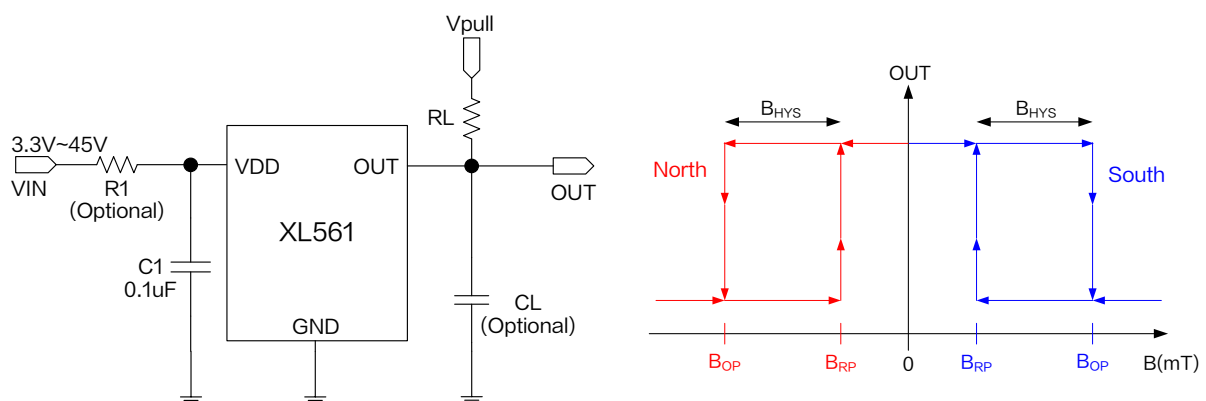 Vpull
RL
3.3V~45V
VIN
R1
(Optional)
VDD
OUT
OUT
XL561
C1
0.1uF
GND
CL
(Optional)
OUT
BHYS
BHYS
North
South
BOP
BRP
0
BRP
BOP
B(mT)